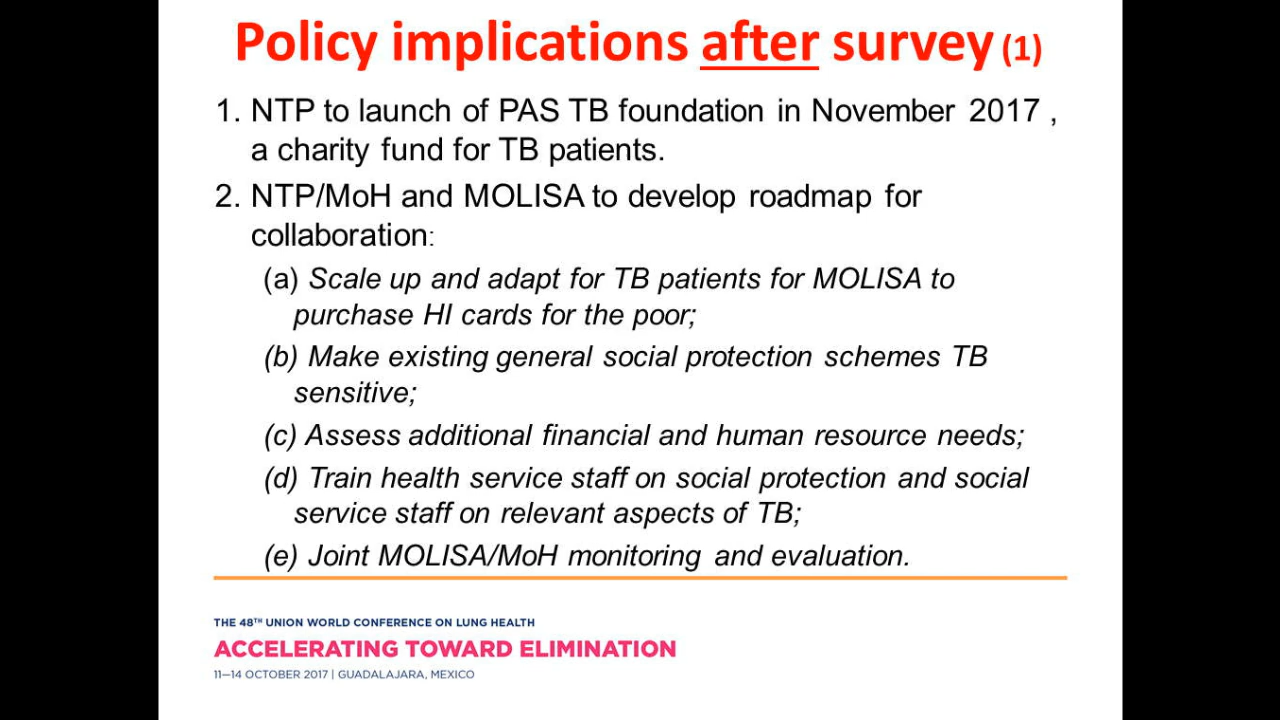 Policy implications after survey (1)
1. NTP to launch of PAS TB foundation in November 2017 ,
a charity fund for TB patients.
2. NTP/MoH and MOLISA to develop roadmap for
collaboration:
(a) Scale up and adapt for TB patients for MOLISA to
purchase HI cards for the poor;
(b) Make existing general social protection schemes TB
sensitive;
(c) Assess additional financial and human resource needs;
(d) Train health service staff on social protection and social
service staff on relevant aspects of TB;
(e) Joint MOLISA/MoH monitoring and evaluation.
THE 48TH UNION WORLD CONFERENCE ON LUNG HEALTH
ACCELERATING TOWARD ELIMINATION
11–14 OCTOBER 2017 | GUADALAJARA, MEXICO